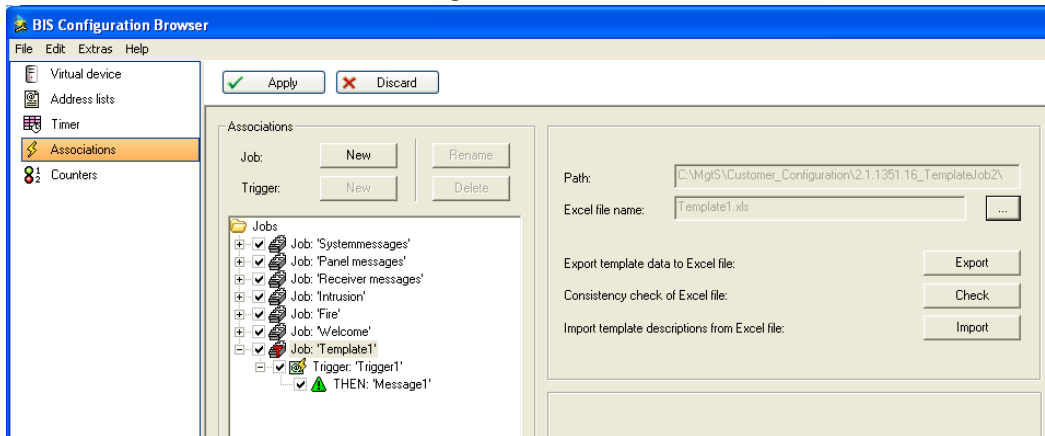 BIS Configuration Browser
File Edit Extras Help
Virtual device
Address lists
Timer
Associations
Counters
Apply
Discard
Associations
Job:
New
Rename
Trigger:
New
Delete
Jobs
Job: 'Systemmessages'
Job: 'Panel messages'
Job: 'Receiver messages'
Job: 'Intrusion'
Job: 'Fire'
Job: 'Welcome'
Job: 'Template1'
Trigger: 'Trigger1'
THEN: 'Message1'
Path:
C:\MgtS\Customer_Configuration\2.1.1351.16_TemplateJob2\
Excel file name:
Template1.xls
...
Export template data to Excel file:
Export
Consistency check of Excel file:
Check
Import template descriptions from Excel file:
Import